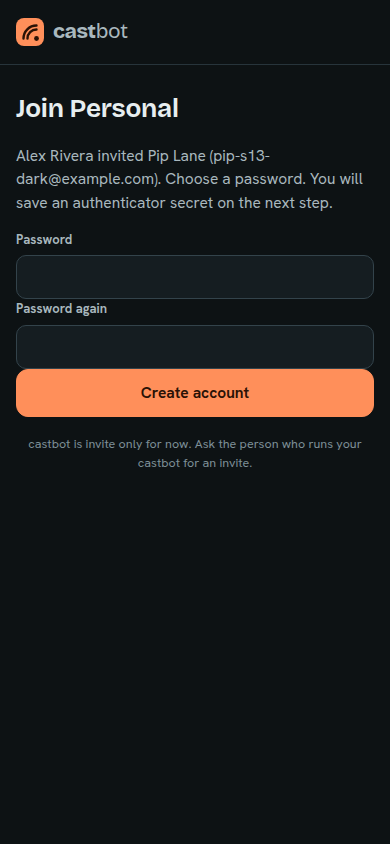 castbot
Join Personal
Alex Rivera invited Pip Lane (pip-s13-
dark@example.com). Choose a password. You will
save an authenticator secret on the next step.
Password
Password again
Create account
castbot is invite only for now. Ask the person who runs your
castbot for an invite.